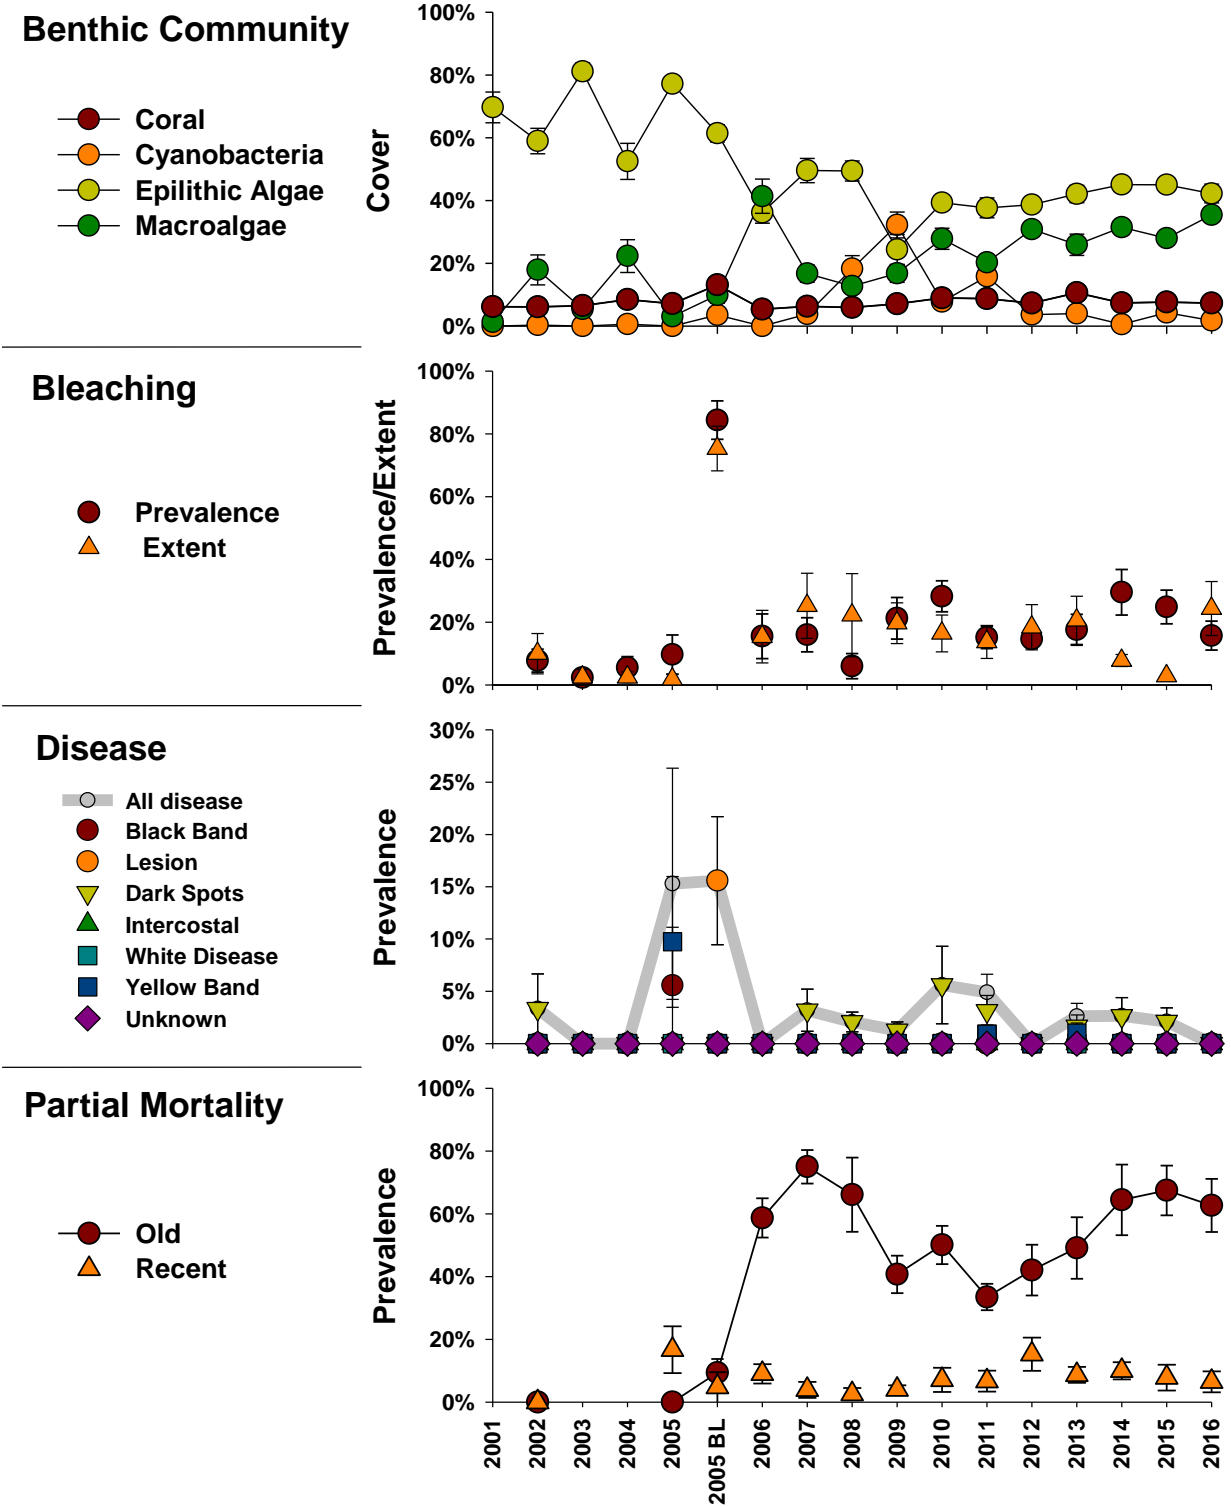 Benthic Community
Coral
Cyanobacteria
Epilithic Algae
Macroalgae
Cover
100%
80%
60%
40%
20%
0%
Bleaching
Prevalence
Extent
Prevalence/Extent
100%
80%
60%
40%
20%
0%
Disease
All disease
Black Band
Lesion
Dark Spots
Intercostal
White Disease
Yellow Band
Unknown
Prevalence
30%
25%
20%
15%
10%
5%
0%
Partial Mortality
Old
Recent
Prevalence
100%
80%
60%
40%
20%
0%
2001
2002
2003
2004
2005
2005 BL
2006
2007
2008
2009
2010
2011
2012
2013
2014
2015
2016